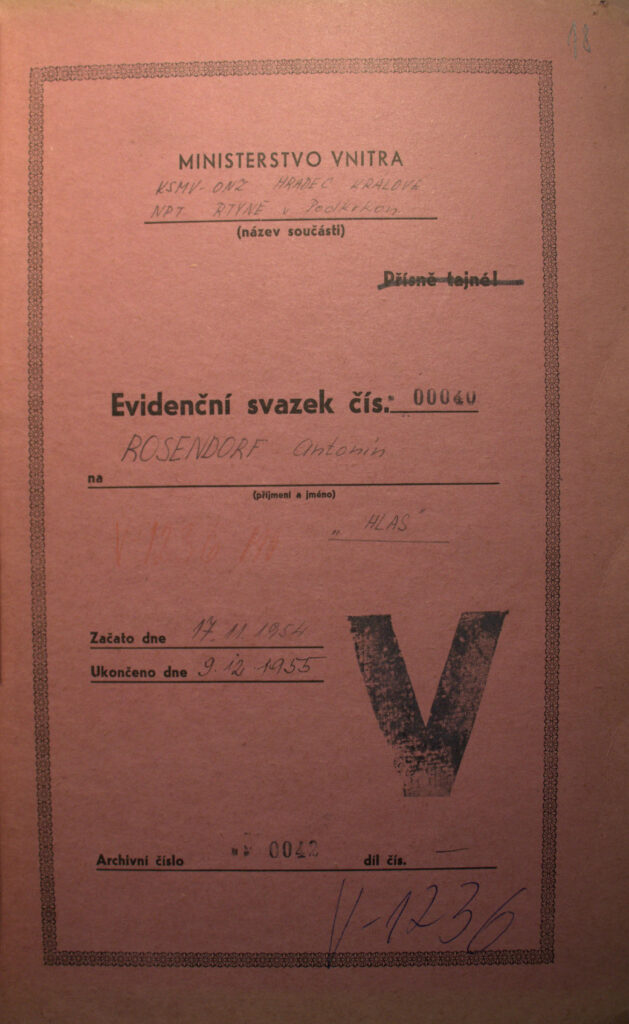 18
MINISTERSTVO VNITRA
KSMV-ONZ HRADEC KRÁLOVÉ
NPT. RTYNĚ v Podkrkon.
(název součásti)
Přísně tajné!
Evidenční svazek čís. 00040
ROSENDORF Antonín
na
(příjmení a jméno)
„HLAS"
V-1236
Začato dne 17. 11. 1954
Ukončeno dne 9. 12. 1955
V
Archivní číslo 0042 díl čís. —
V-1236